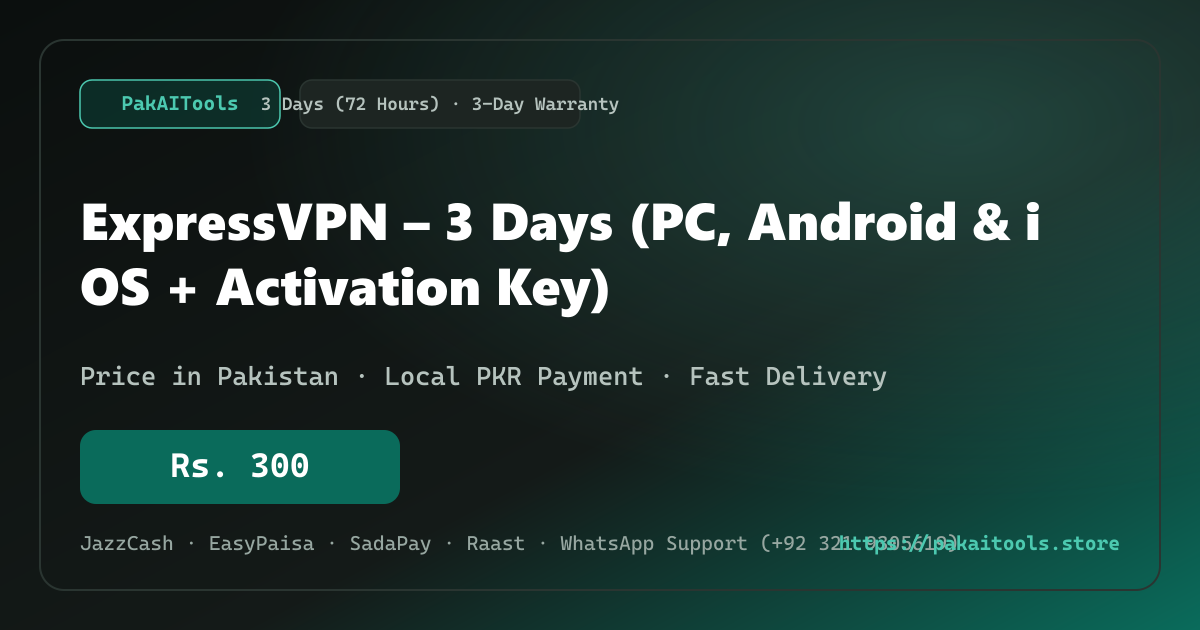 PakAITools
3 Days (72 Hours) · 3-Day Warranty
ExpressVPN – 3 Days (PC, Android & i
OS + Activation Key)
Price in Pakistan · Local PKR Payment · Fast Delivery
Rs. 300
JazzCash · EasyPaisa · SadaPay · Raast · WhatsApp Support (+92 321
https://pakaitools.store